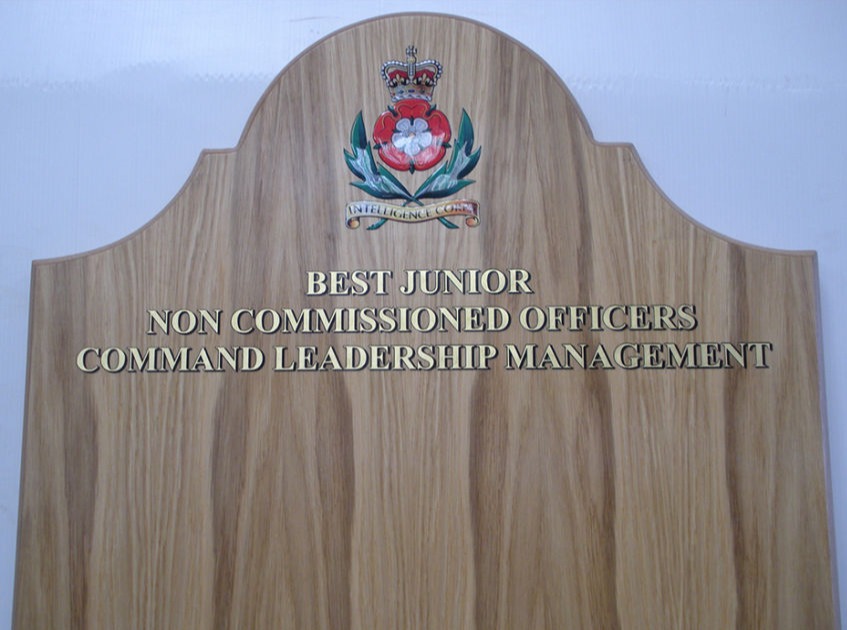 INTELLIGENCE CORPS
BEST JUNIOR
NON COMMISSIONED OFFICERS
COMMAND LEADERSHIP MANAGEMENT